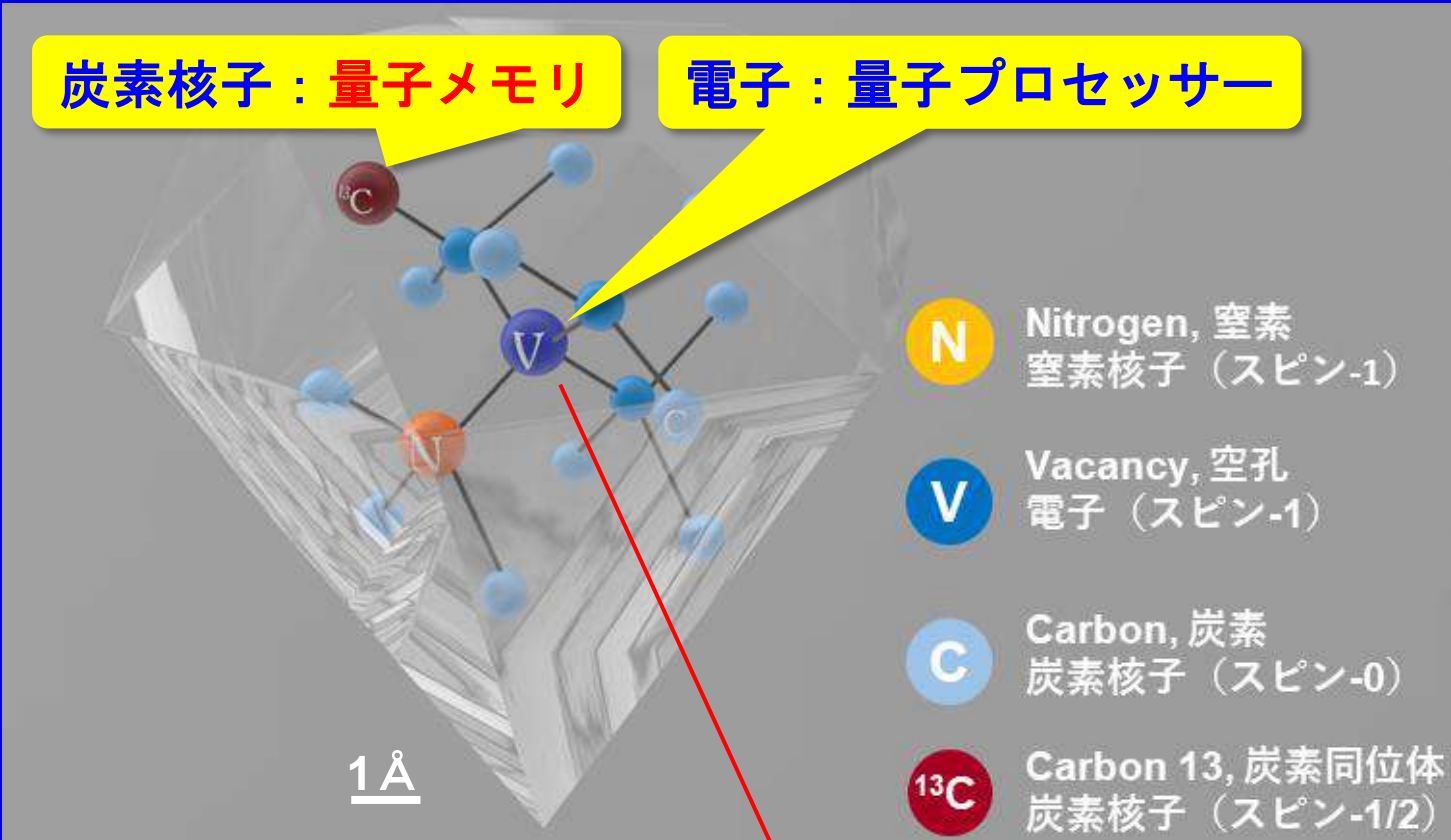 炭素核子：量子メモリ
電子：量子プロセッサー
¹³C
V
N
C
N
Nitrogen, 窒素
窒素核子（スピン-1）
V
Vacancy, 空孔
電子（スピン-1）
C
Carbon, 炭素
炭素核子（スピン-0）
¹³C
Carbon 13, 炭素同位体
炭素核子（スピン-1/2）
1Å